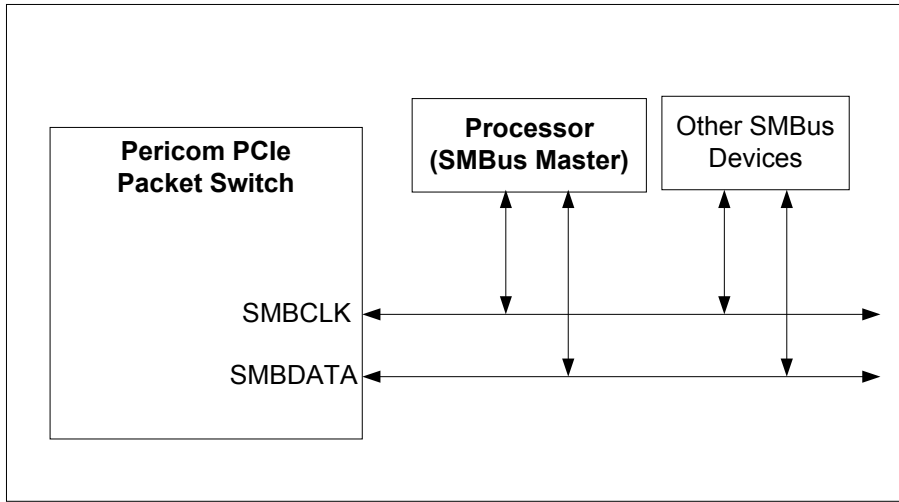 Pericom PCIe
Packet Switch
Processor
(SMBus Master)
Other SMBus
Devices
SMBCLK
SMBDATA